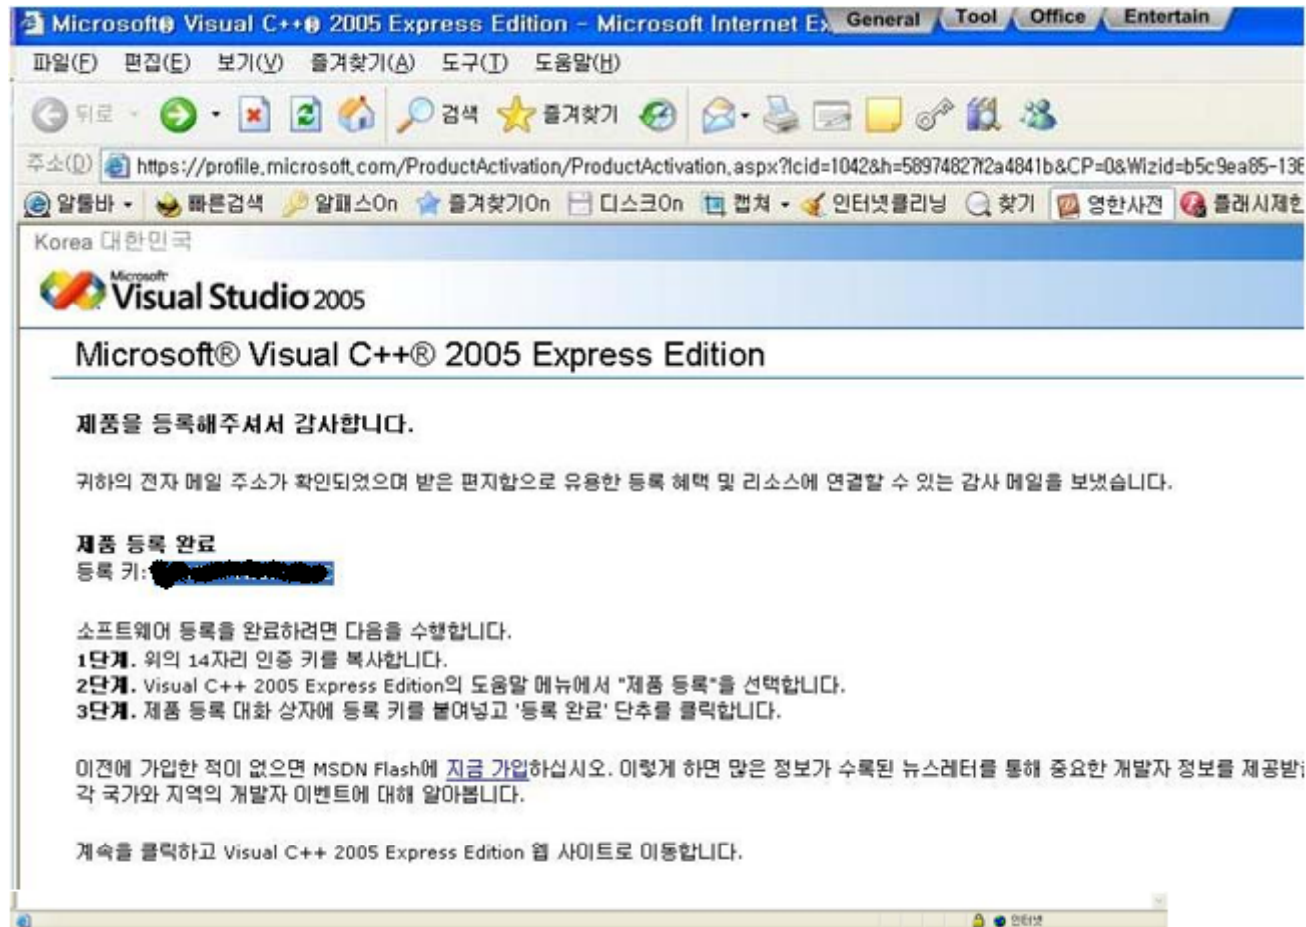 Microsoft® Visual C++® 2005 Express Edition - Microsoft Internet Ex
General Tool Office Entertain
파일(F) 편집(E) 보기(V) 즐겨찾기(A) 도구(T) 도움말(H)
뒤로 검색 즐겨찾기
주소(D) https://profile.microsoft.com/ProductActivation/ProductActivation.aspx?lcid=1042&h=58974827f2a4841b&CP=0&Wizid=b5c9ea85-136
알툴바 빠른검색 알패스On 즐겨찾기On 디스크On 캡쳐 인터넷클리닝 찾기 영한사전 플래시제한
Korea 대한민국
Microsoft
Visual Studio 2005
Microsoft® Visual C++® 2005 Express Edition
제품을 등록해주셔서 감사합니다.
귀하의 전자 메일 주소가 확인되었으며 받은 편지함으로 유용한 등록 혜택 및 리소스에 연결할 수 있는 감사 메일을 보냈습니다.
제품 등록 완료
등록 키:
소프트웨어 등록을 완료하려면 다음을 수행합니다.
1단계. 위의 14자리 인증 키를 복사합니다.
2단계. Visual C++ 2005 Express Edition의 도움말 메뉴에서 "제품 등록"을 선택합니다.
3단계. 제품 등록 대화 상자에 등록 키를 붙여넣고 '등록 완료' 단추를 클릭합니다.
이전에 가입한 적이 없으면 MSDN Flash에 지금 가입하십시오. 이렇게 하면 많은 정보가 수록된 뉴스레터를 통해 중요한 개발자 정보를 제공받
각 국가와 지역의 개발자 이벤트에 대해 알아봅니다.
계속을 클릭하고 Visual C++ 2005 Express Edition 웹 사이트로 이동합니다.
인터넷